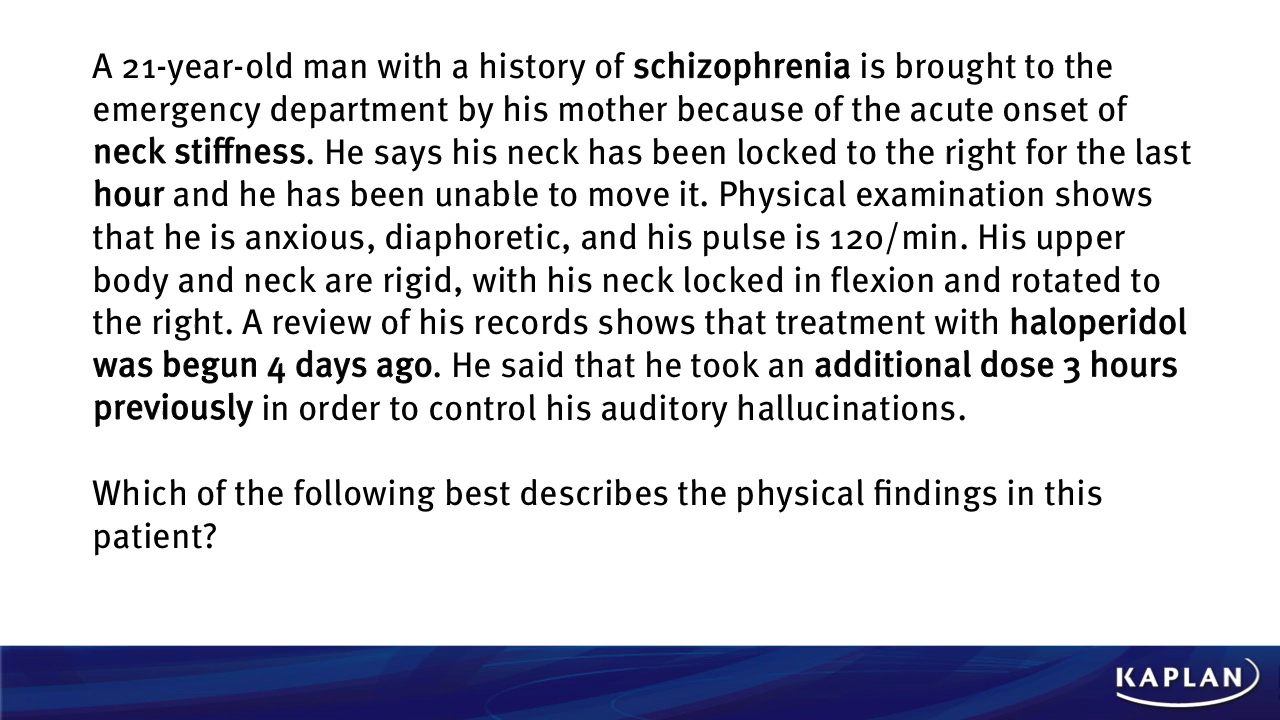 A 21-year-old man with a history of schizophrenia is brought to the
emergency department by his mother because of the acute onset of
neck stiffness. He says his neck has been locked to the right for the last
hour and he has been unable to move it. Physical examination shows
that he is anxious, diaphoretic, and his pulse is 120/min. His upper
body and neck are rigid, with his neck locked in flexion and rotated to
the right. A review of his records shows that treatment with haloperidol
was begun 4 days ago. He said that he took an additional dose 3 hours
previously in order to control his auditory hallucinations.
Which of the following best describes the physical findings in this
patient?
KAPLAN